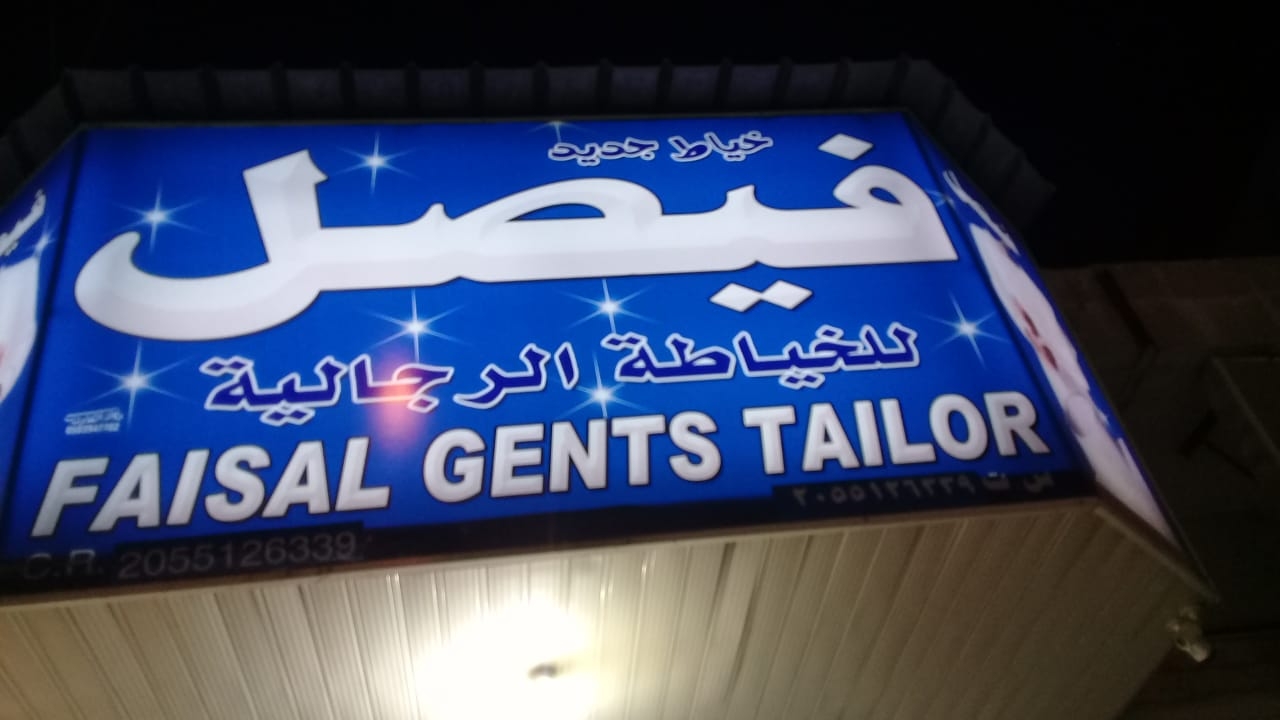 خياط جديد
فيصل
للخياطة الرجالية
FAISAL GENTS TAILOR
C.R. 2055126339
س ت ٢٠٥٥١٢٦٣٣٩